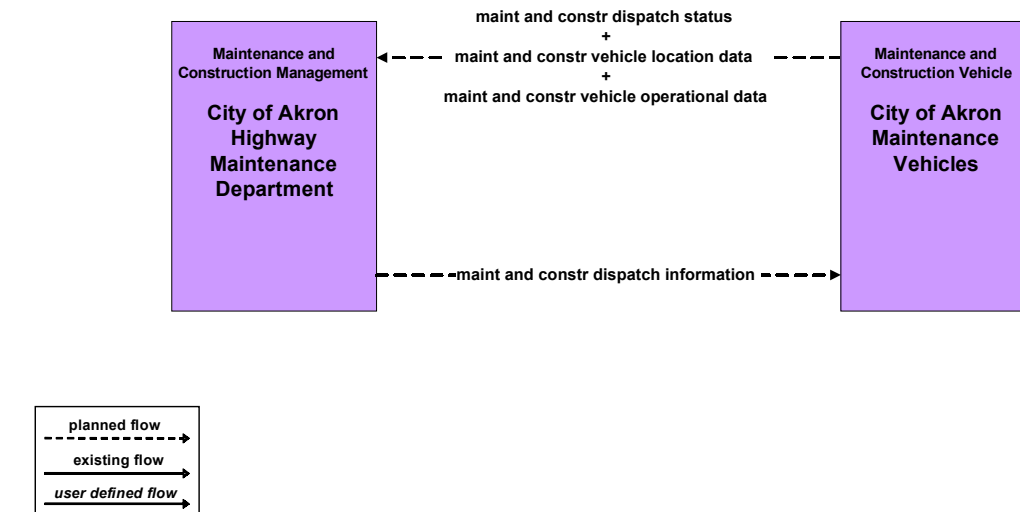 maint and constr dispatch status
+
maint and constr vehicle location data
+
maint and constr vehicle operational data
Maintenance and
Construction Management
City of Akron
Highway
Maintenance
Department
Maintenance and
Construction Vehicle
City of Akron
Maintenance
Vehicles
maint and constr dispatch information
planned flow
existing flow
user defined flow